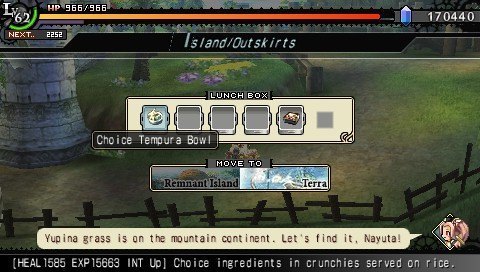 Lv 62 HP 966/966 170440
NEXT.. 2252
Island/Outskirts
LUNCH BOX
Choice Tempura Bowl
MOVE TO
Remnant Island Terra
Yupina grass is on the mountain continent. Let's find it, Nayuta!
[HEAL1585 EXP15663 INT Up] Choice ingredients in crunchies served on rice.